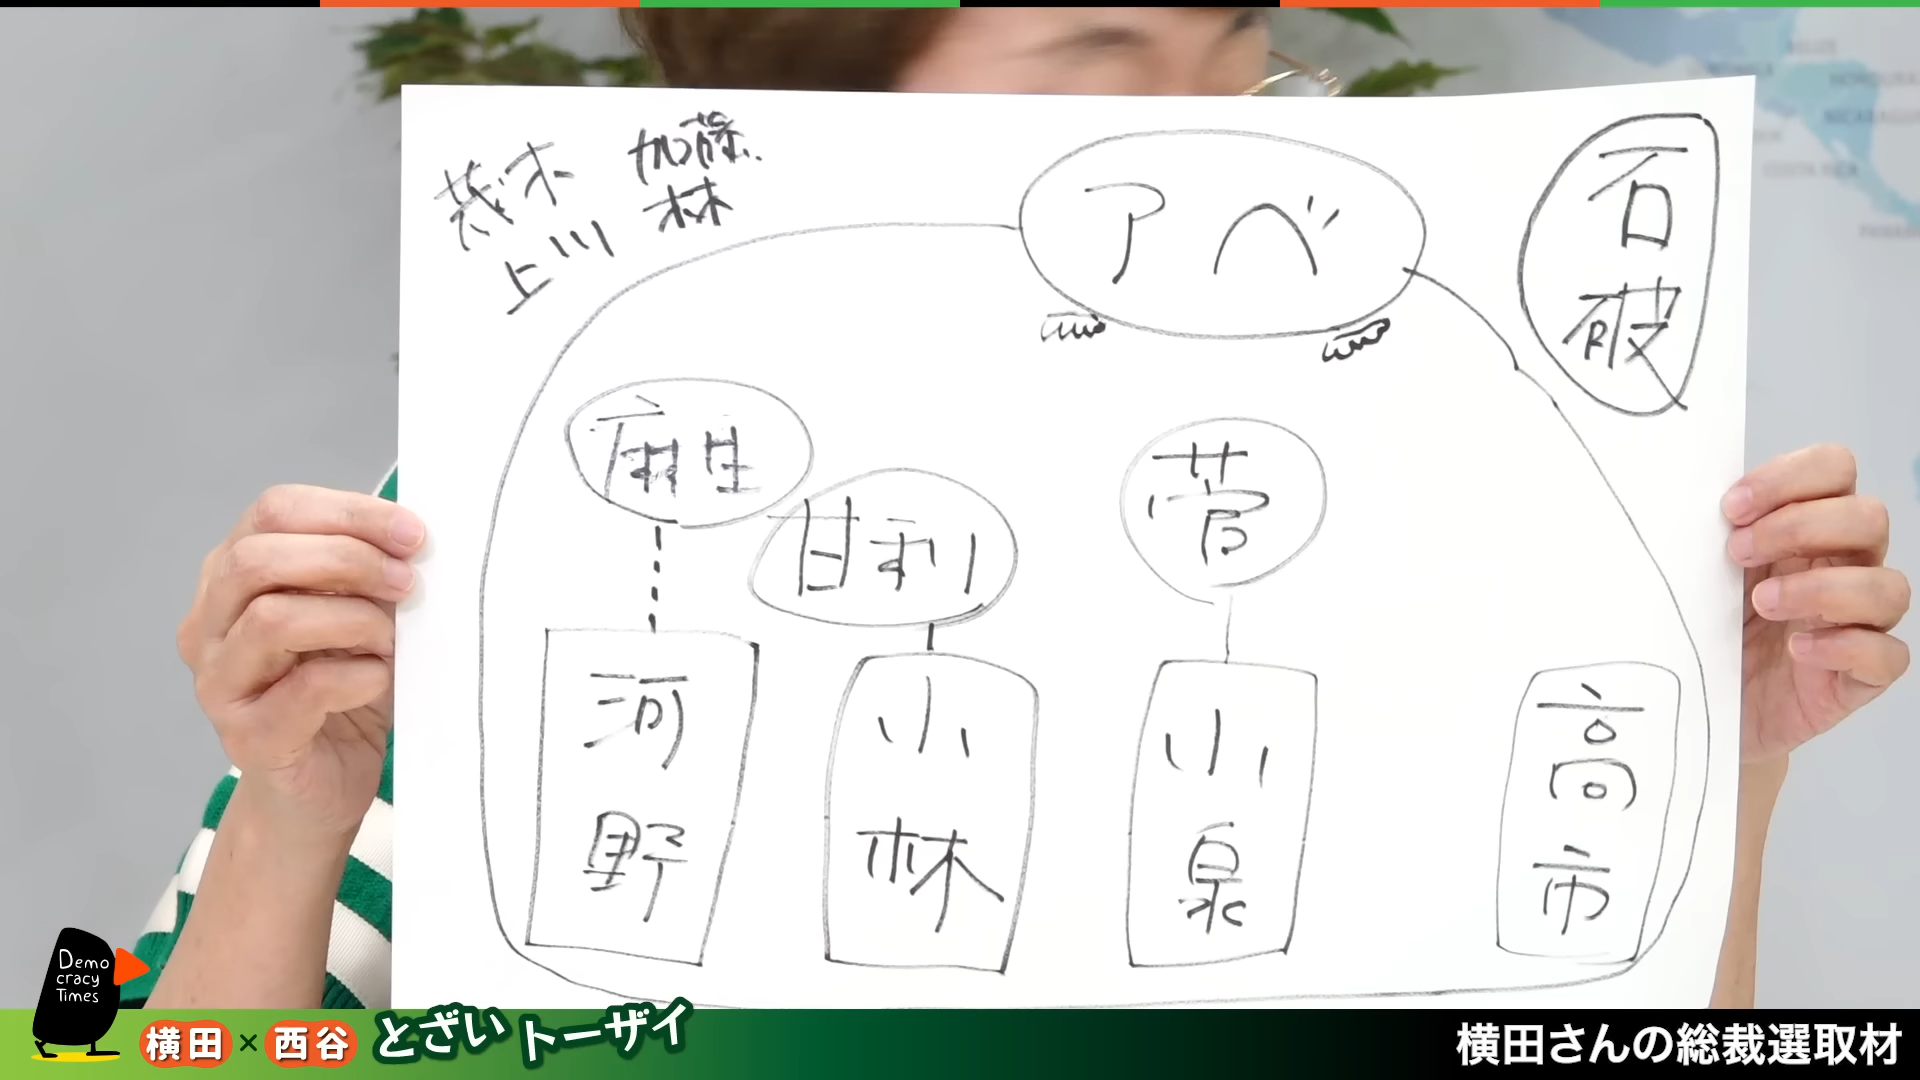 茂木
加藤
林
上川
アベ
石破
麻生
甘利
菅
河野
小林
小泉
高市
Demo
cracy
Times
横田×西谷 とざいトーザイ
横田さんの総裁選取材